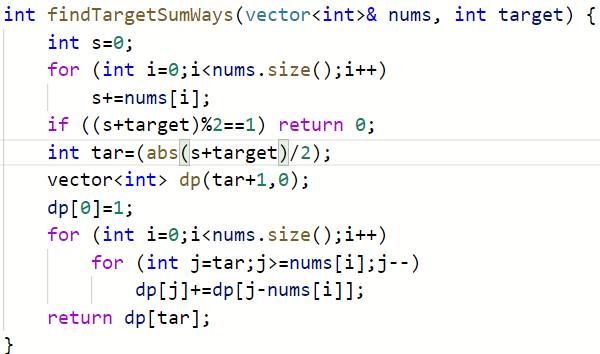 int findTargetSumWays(vector<int>& nums, int target) {
    int s=0;
    for (int i=0;i<nums.size();i++)
        s+=nums[i];
    if ((s+target)%2==1) return 0;
    int tar=(abs(s+target)/2);
    vector<int> dp(tar+1,0);
    dp[0]=1;
    for (int i=0;i<nums.size();i++)
        for (int j=tar;j>=nums[i];j--)
            dp[j]+=dp[j-nums[i]];
    return dp[tar];
}